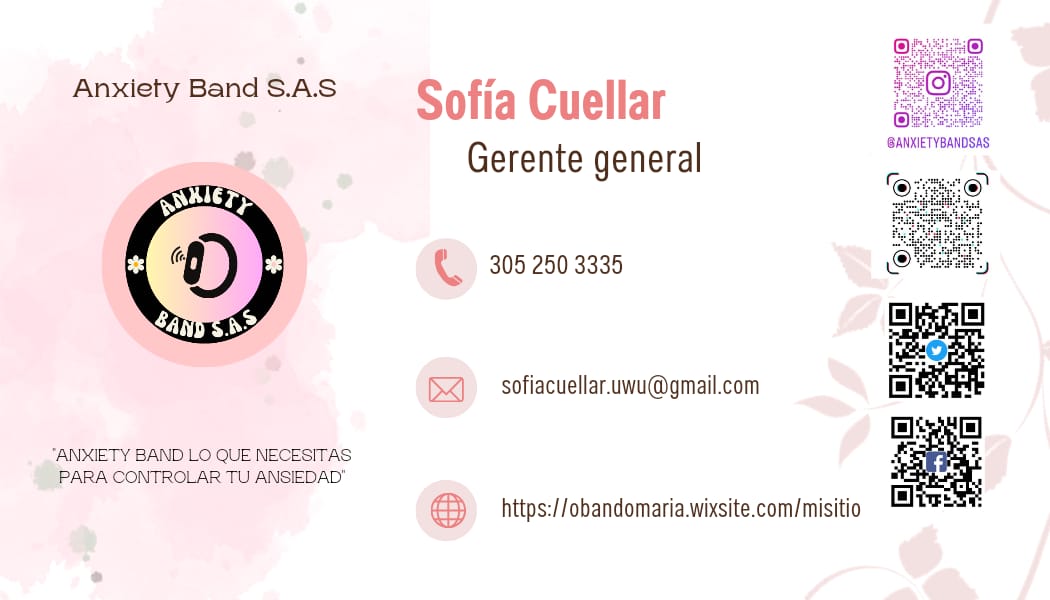 Anxiety Band S.A.S
ANXIETY
BAND S.A.S
"ANXIETY BAND LO QUE NECESITAS
PARA CONTROLAR TU ANSIEDAD"
Sofía Cuellar
Gerente general
305 250 3335
sofiacuellar.uwu@gmail.com
https://obandomaria.wixsite.com/misitio
@ANXIETYBANDSAS